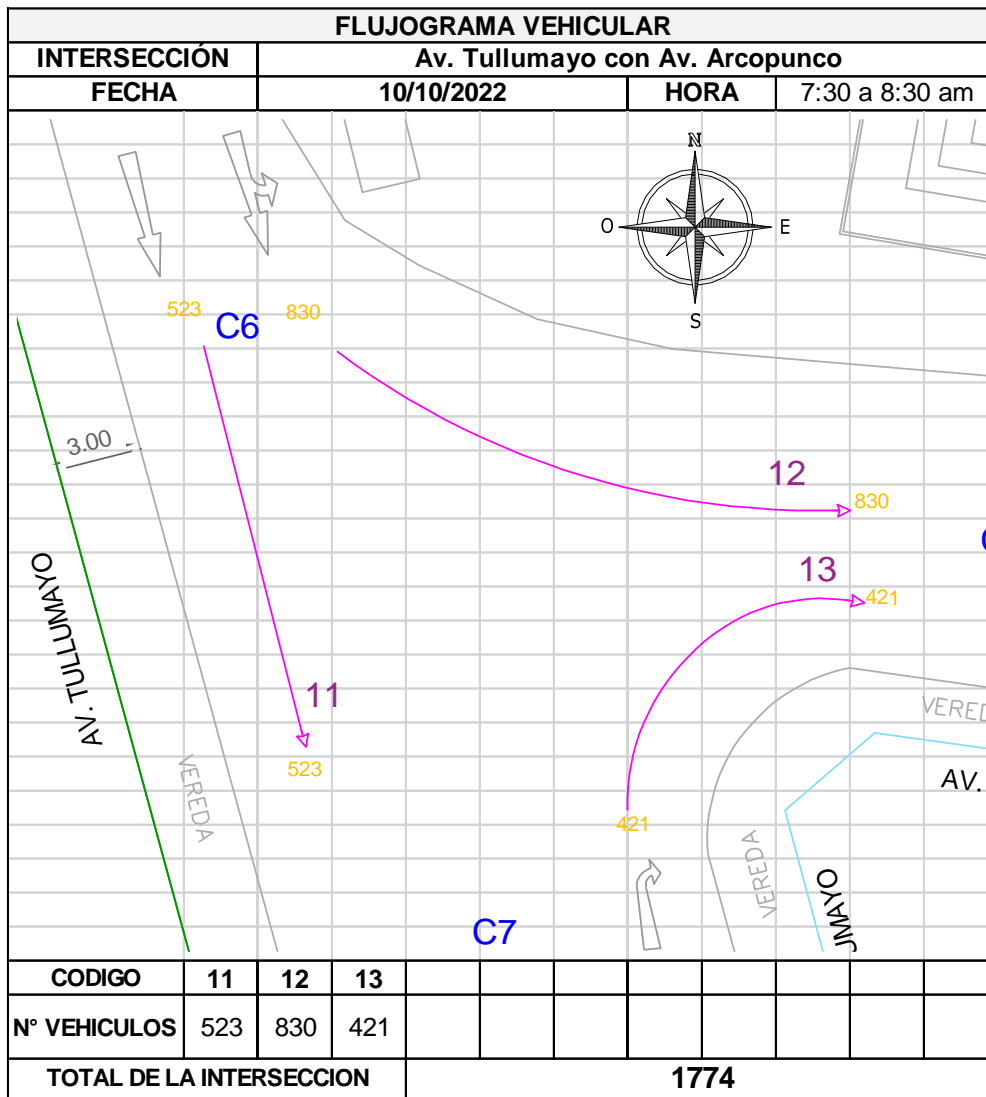 FLUJOGRAMA VEHICULAR
INTERSECCIÓN Av. Tullumayo con Av. Arcopunco
FECHA 10/10/2022 HORA 7:30 a 8:30 am
N
O E
S
523 830
C6
3.00
12
830
C
13
421
AV. TULLUMAYO
11
523
VEREDA
421
VERED
AV.
VEREDA
JMAYO
C7
CODIGO 11 12 13
N° VEHICULOS 523 830 421
TOTAL DE LA INTERSECCION 1774